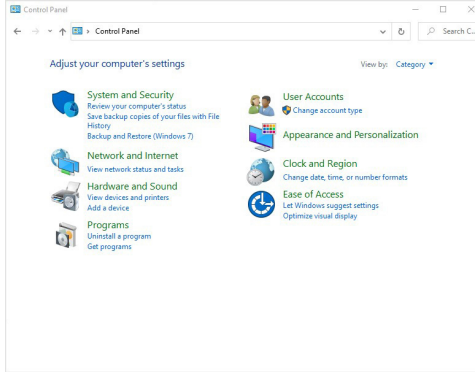 Control Panel
Control Panel
Search C...
Adjust your computer's settings
View by: Category
System and Security
Review your computer's status
Save backup copies of your files with File
History
Backup and Restore (Windows 7)
Network and Internet
View network status and tasks
Hardware and Sound
View devices and printers
Add a device
Programs
Uninstall a program
Get programs
User Accounts
Change account type
Appearance and Personalization
Clock and Region
Change date, time, or number formats
Ease of Access
Let Windows suggest settings
Optimize visual display